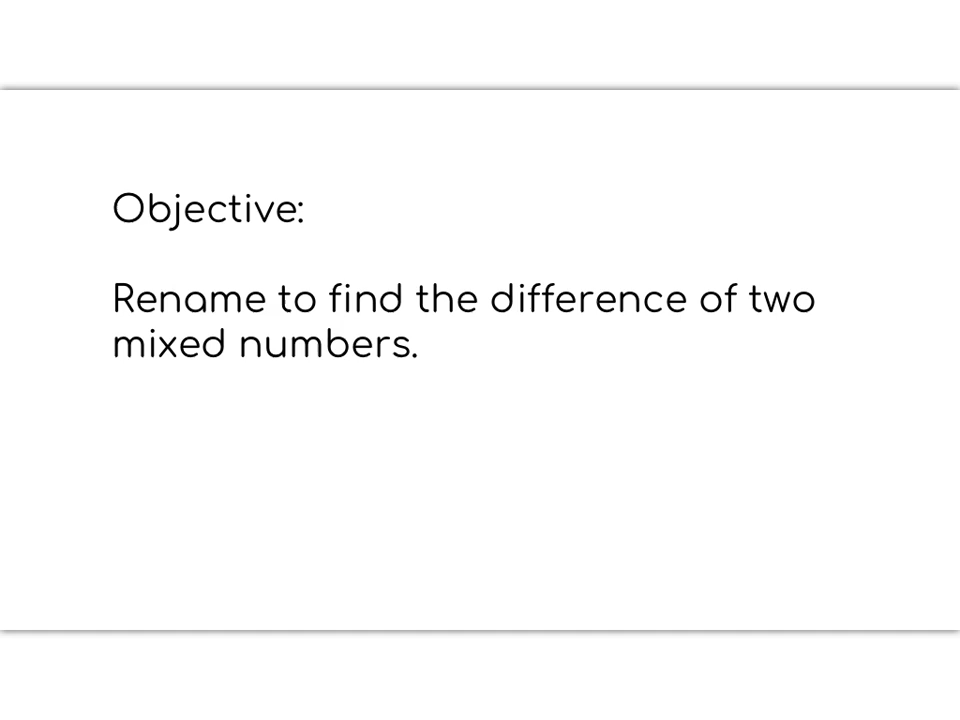 Objective:
Rename to find the difference of two
mixed numbers.